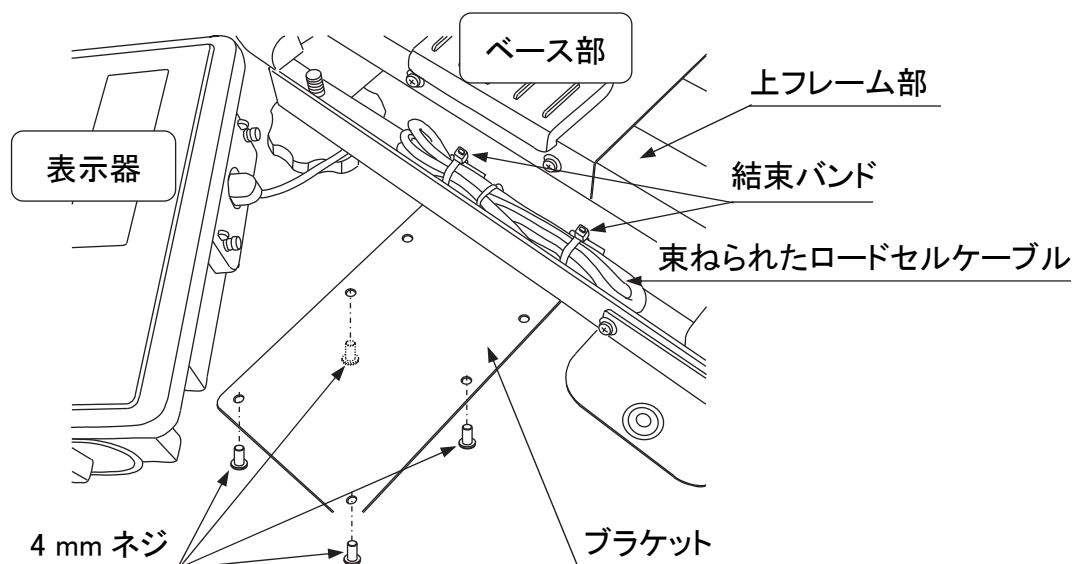 ベース部
上フレーム部
表示器
結束バンド
束ねられたロードセルケーブル
4 mm ネジ
ブラケット